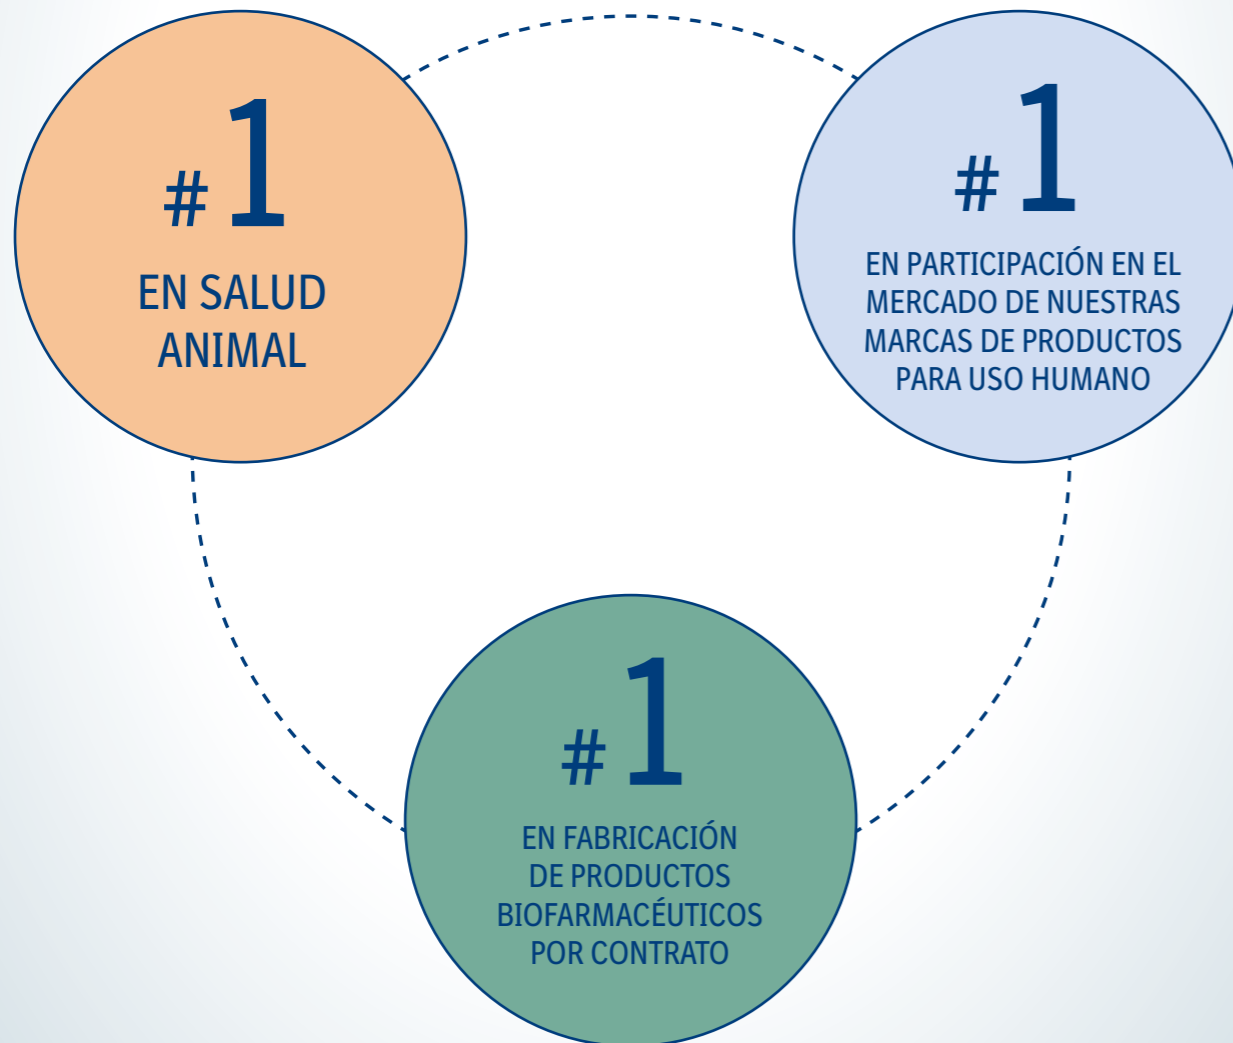 #1
EN SALUD
ANIMAL
#1
EN PARTICIPACIÓN EN EL
MERCADO DE NUESTRAS
MARCAS DE PRODUCTOS
PARA USO HUMANO
#1
EN FABRICACIÓN
DE PRODUCTOS
BIOFARMACÉUTICOS
POR CONTRATO